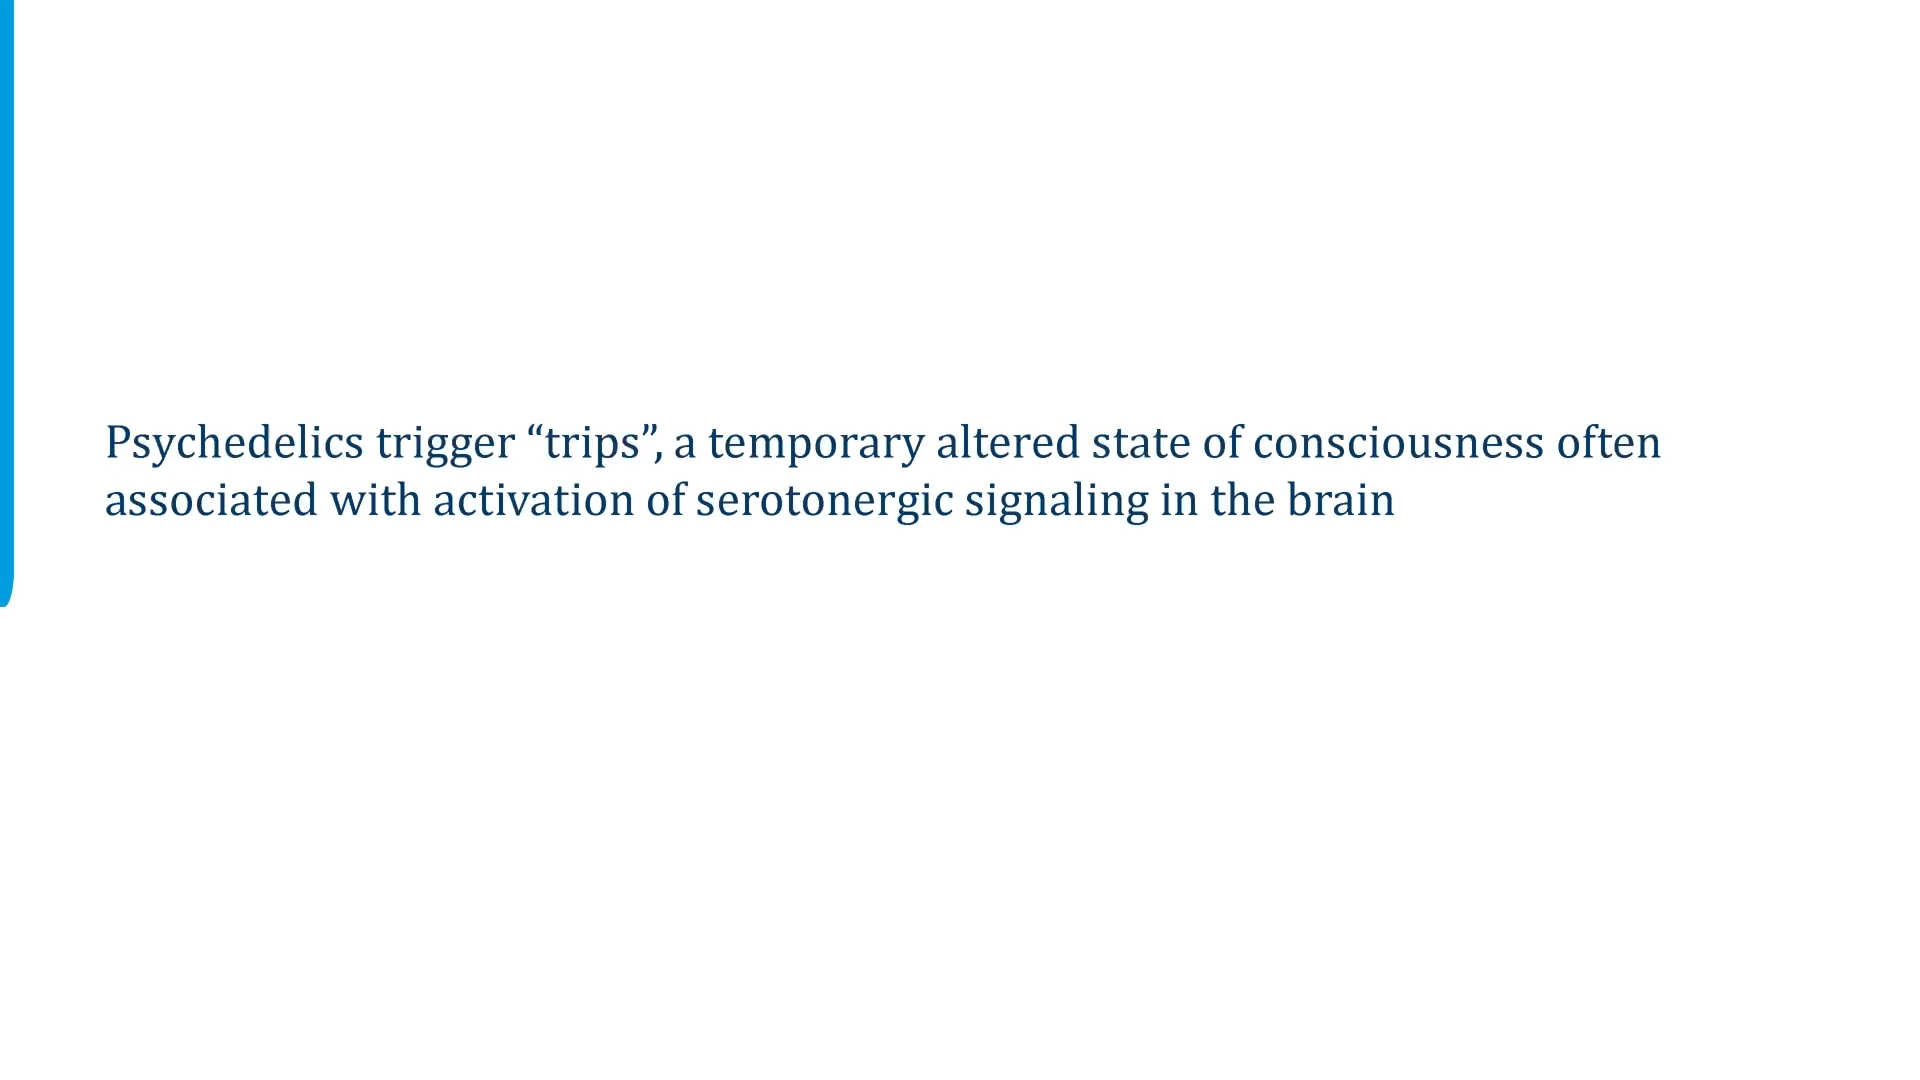 Psychedelics trigger “trips”, a temporary altered state of consciousness often
associated with activation of serotonergic signaling in the brain